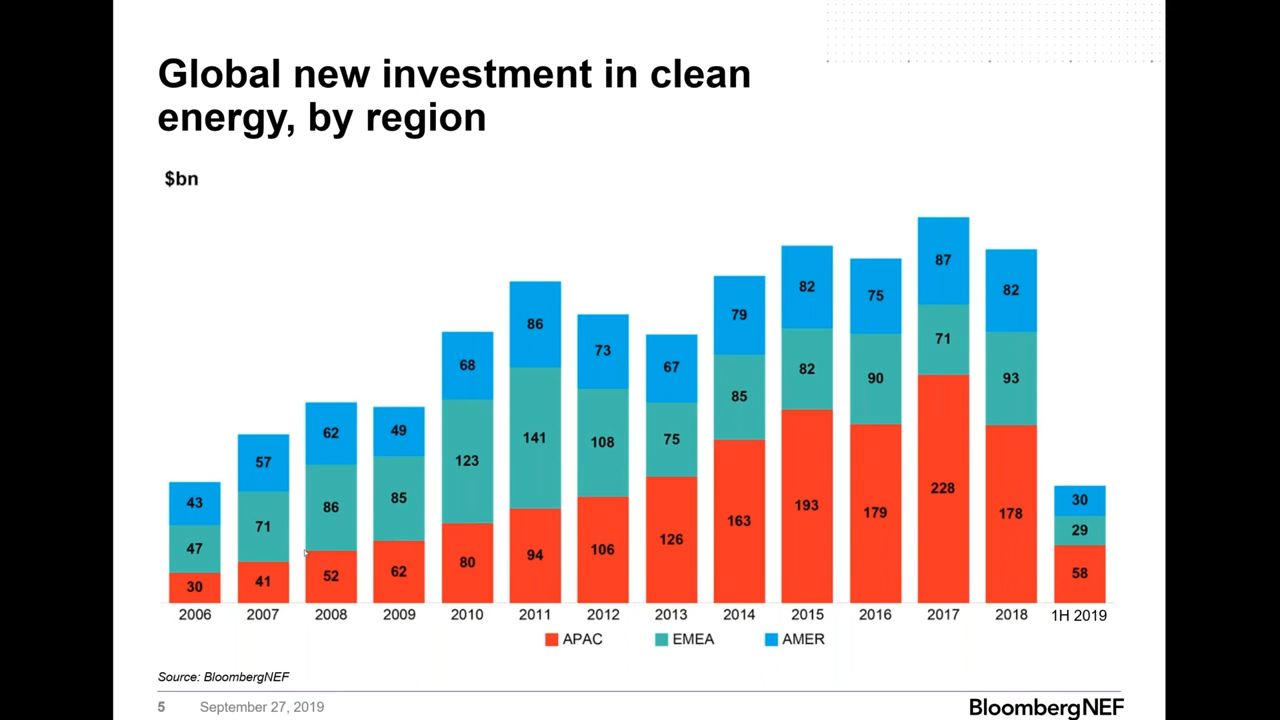 Global new investment in clean
energy, by region
$bn
43 57 62 49 68 86 73 67 79 82 75 87 82 30
47 71 86 85 123 141 108 75 85 82 90 71 93 29
30 41 52 62 80 94 106 126 163 193 179 228 178 58
2006 2007 2008 2009 2010 2011 2012 2013 2014 2015 2016 2017 2018 1H 2019
APAC EMEA AMER
Source: BloombergNEF
5 September 27, 2019 BloombergNEF